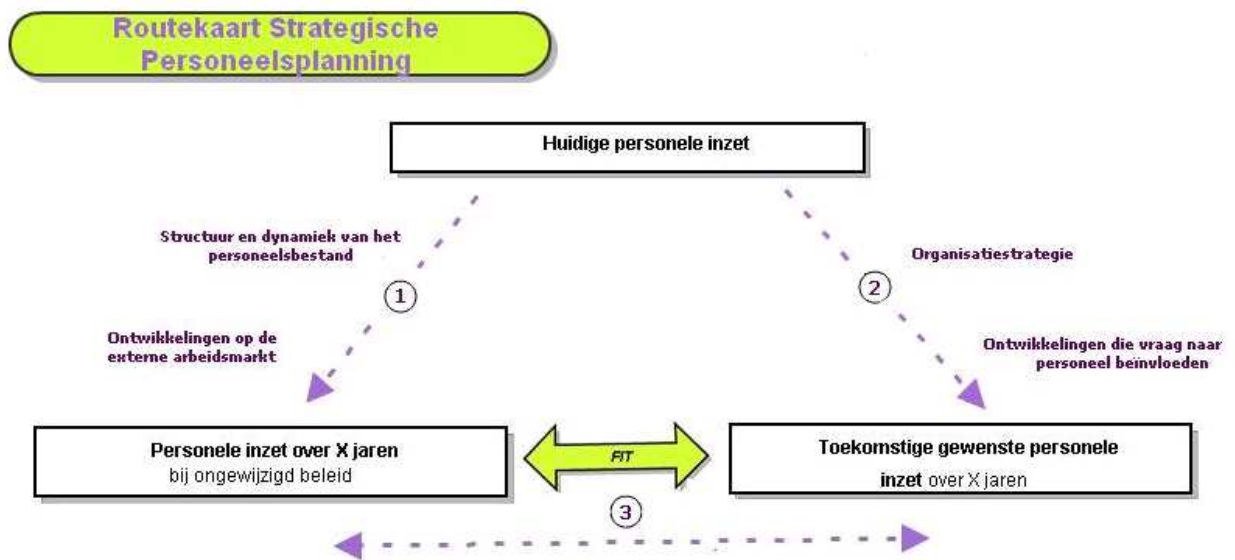 Routekaart Strategische
Personeelsplanning
Huidige personele inzet
Structuur en dynamiek van het
personeelsbestand
Organisatiestrategie
1
2
Ontwikkelingen op de
externe arbeidsmarkt
Ontwikkelingen die vraag naar
personeel beïnvloeden
Personele inzet over X jaren
bij ongewijzigd beleid
FIT
Toekomstige gewenste personele
inzet over X jaren
3